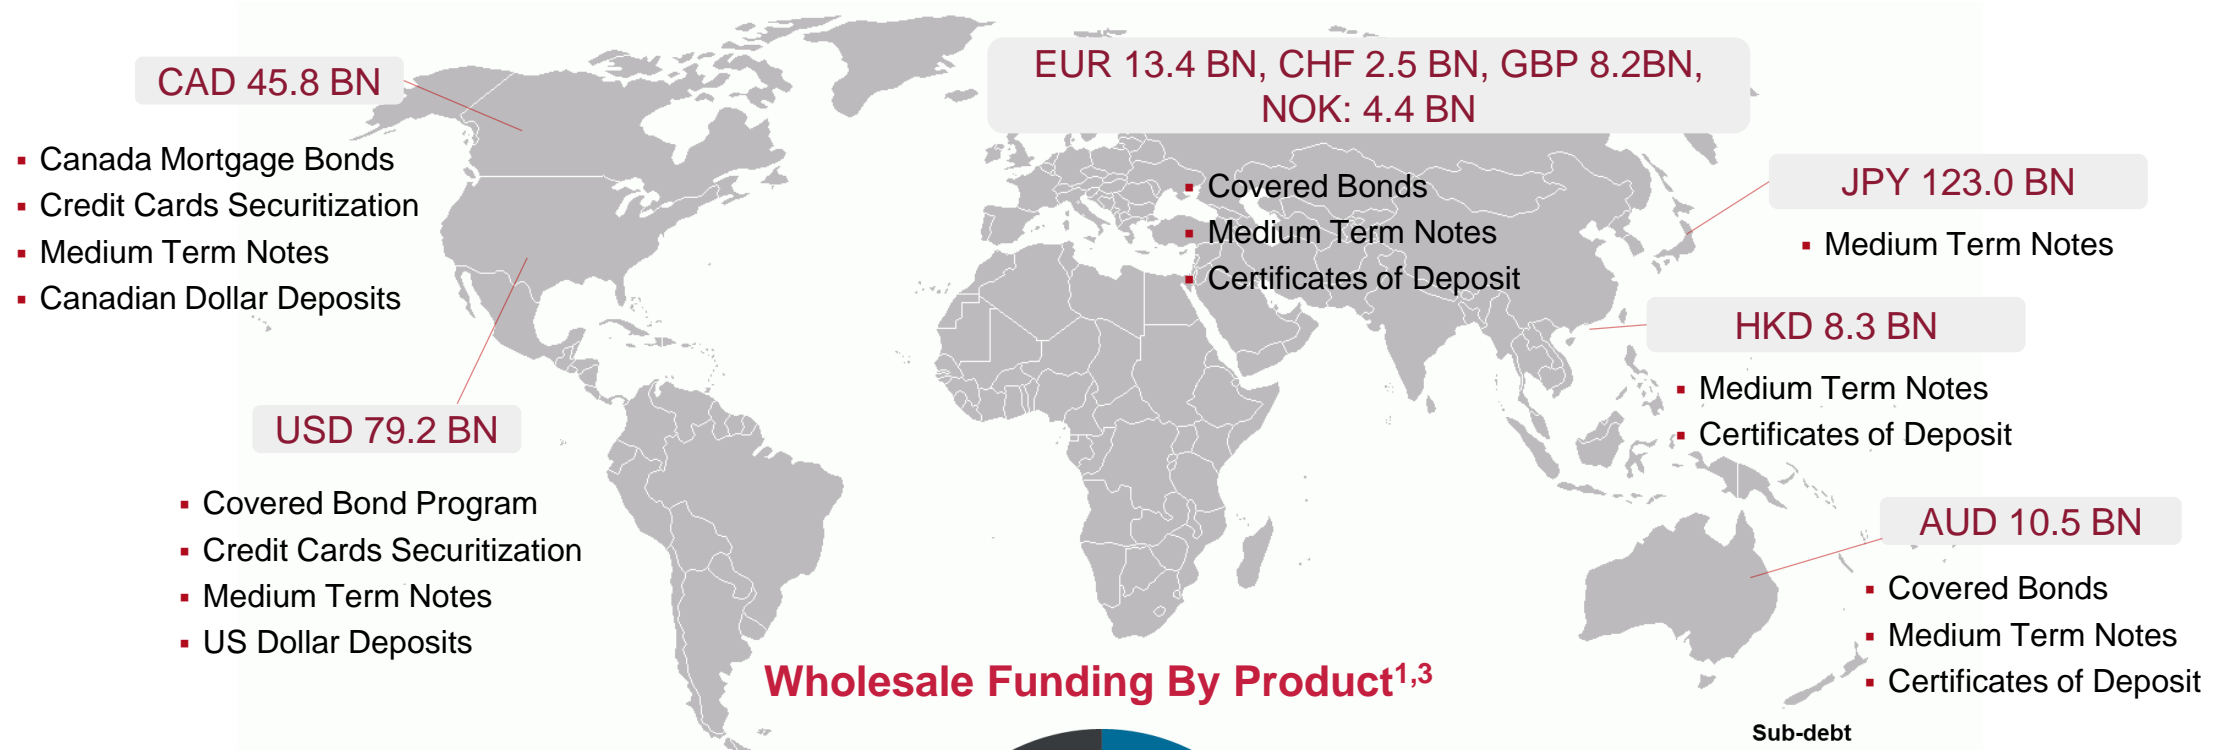 CAD 45.8 BN
▪ Canada Mortgage Bonds
▪ Credit Cards Securitization
▪ Medium Term Notes
▪ Canadian Dollar Deposits
USD 79.2 BN
▪ Covered Bond Program
▪ Credit Cards Securitization
▪ Medium Term Notes
▪ US Dollar Deposits
EUR 13.4 BN, CHF 2.5 BN, GBP 8.2BN,
NOK: 4.4 BN
▪ Covered Bonds
▪ Medium Term Notes
▪ Certificates of Deposit
JPY 123.0 BN
▪ Medium Term Notes
HKD 8.3 BN
▪ Medium Term Notes
▪ Certificates of Deposit
AUD 10.5 BN
▪ Covered Bonds
▪ Medium Term Notes
▪ Certificates of Deposit
Wholesale Funding By Product1,3
Sub-debt